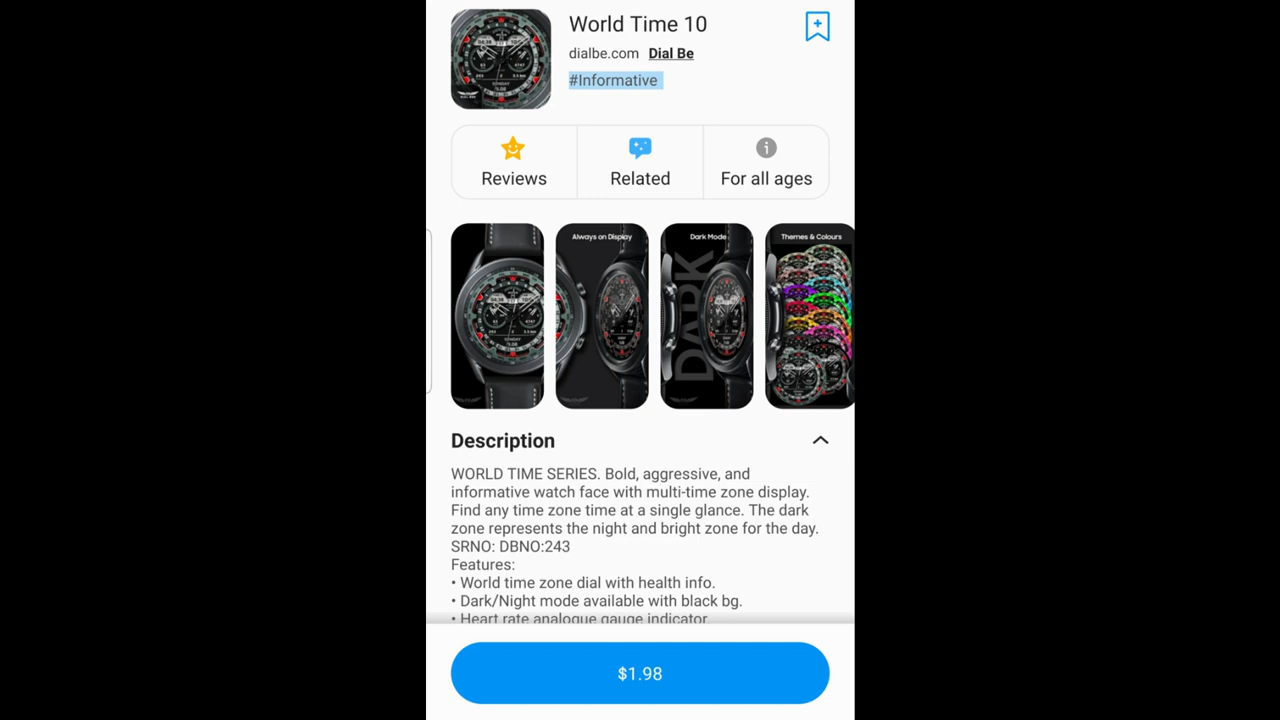 World Time 10
dialbe.com Dial Be
#Informative
Reviews
Related
For all ages
Always on Display
Dark Mode
Themes & Colours
DARK
Description
WORLD TIME SERIES. Bold, aggressive, and
informative watch face with multi-time zone display.
Find any time zone time at a single glance. The dark
zone represents the night and bright zone for the day.
SRNO: DBNO:243
Features:
• World time zone dial with health info.
• Dark/Night mode available with black bg.
• Heart rate analogue gauge indicator.
$1.98